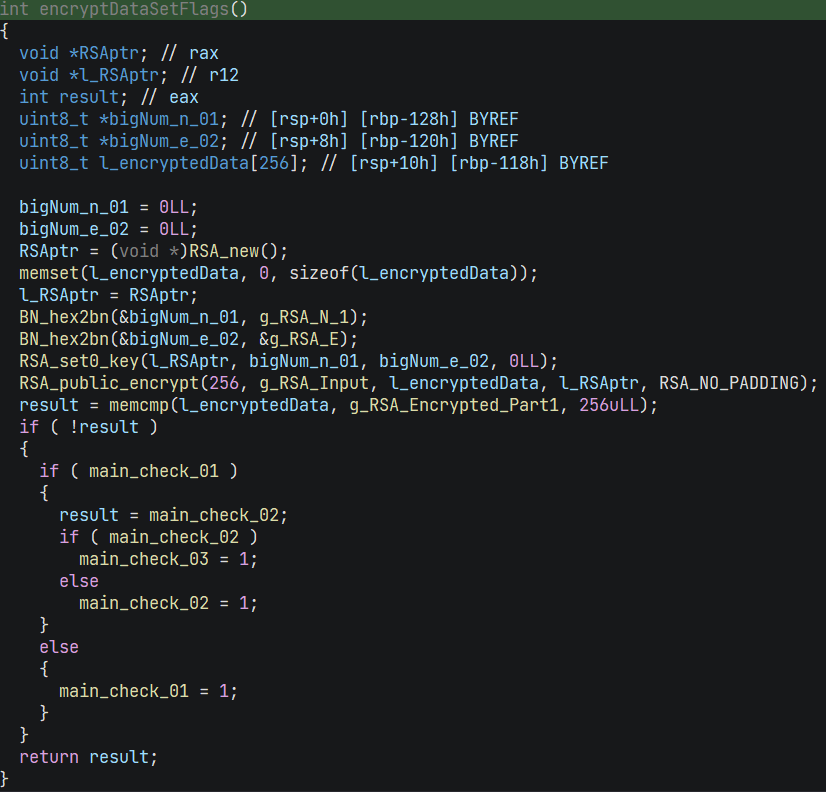 int encryptDataSetFlags()
{
  void *RSAptr; // rax
  void *l_RSAptr; // r12
  int result; // eax
  uint8_t *bigNum_n_01; // [rsp+0h] [rbp-128h] BYREF
  uint8_t *bigNum_e_02; // [rsp+8h] [rbp-120h] BYREF
  uint8_t l_encryptedData[256]; // [rsp+10h] [rbp-118h] BYREF

  bigNum_n_01 = 0LL;
  bigNum_e_02 = 0LL;
  RSAptr = (void *)RSA_new();
  memset(l_encryptedData, 0, sizeof(l_encryptedData));
  l_RSAptr = RSAptr;
  BN_hex2bn(&bigNum_n_01, g_RSA_N_1);
  BN_hex2bn(&bigNum_e_02, &g_RSA_E);
  RSA_set0_key(l_RSAptr, bigNum_n_01, bigNum_e_02, 0LL);
  RSA_public_encrypt(256, g_RSA_Input, l_encryptedData, l_RSAptr, RSA_NO_PADDING);
  result = memcmp(l_encryptedData, g_RSA_Encrypted_Part1, 256uLL);
  if ( !result )
  {
    if ( main_check_01 )
    {
      result = main_check_02;
      if ( main_check_02 )
        main_check_03 = 1;
      else
        main_check_02 = 1;
    }
    else
    {
      main_check_01 = 1;
    }
  }
  return result;
}